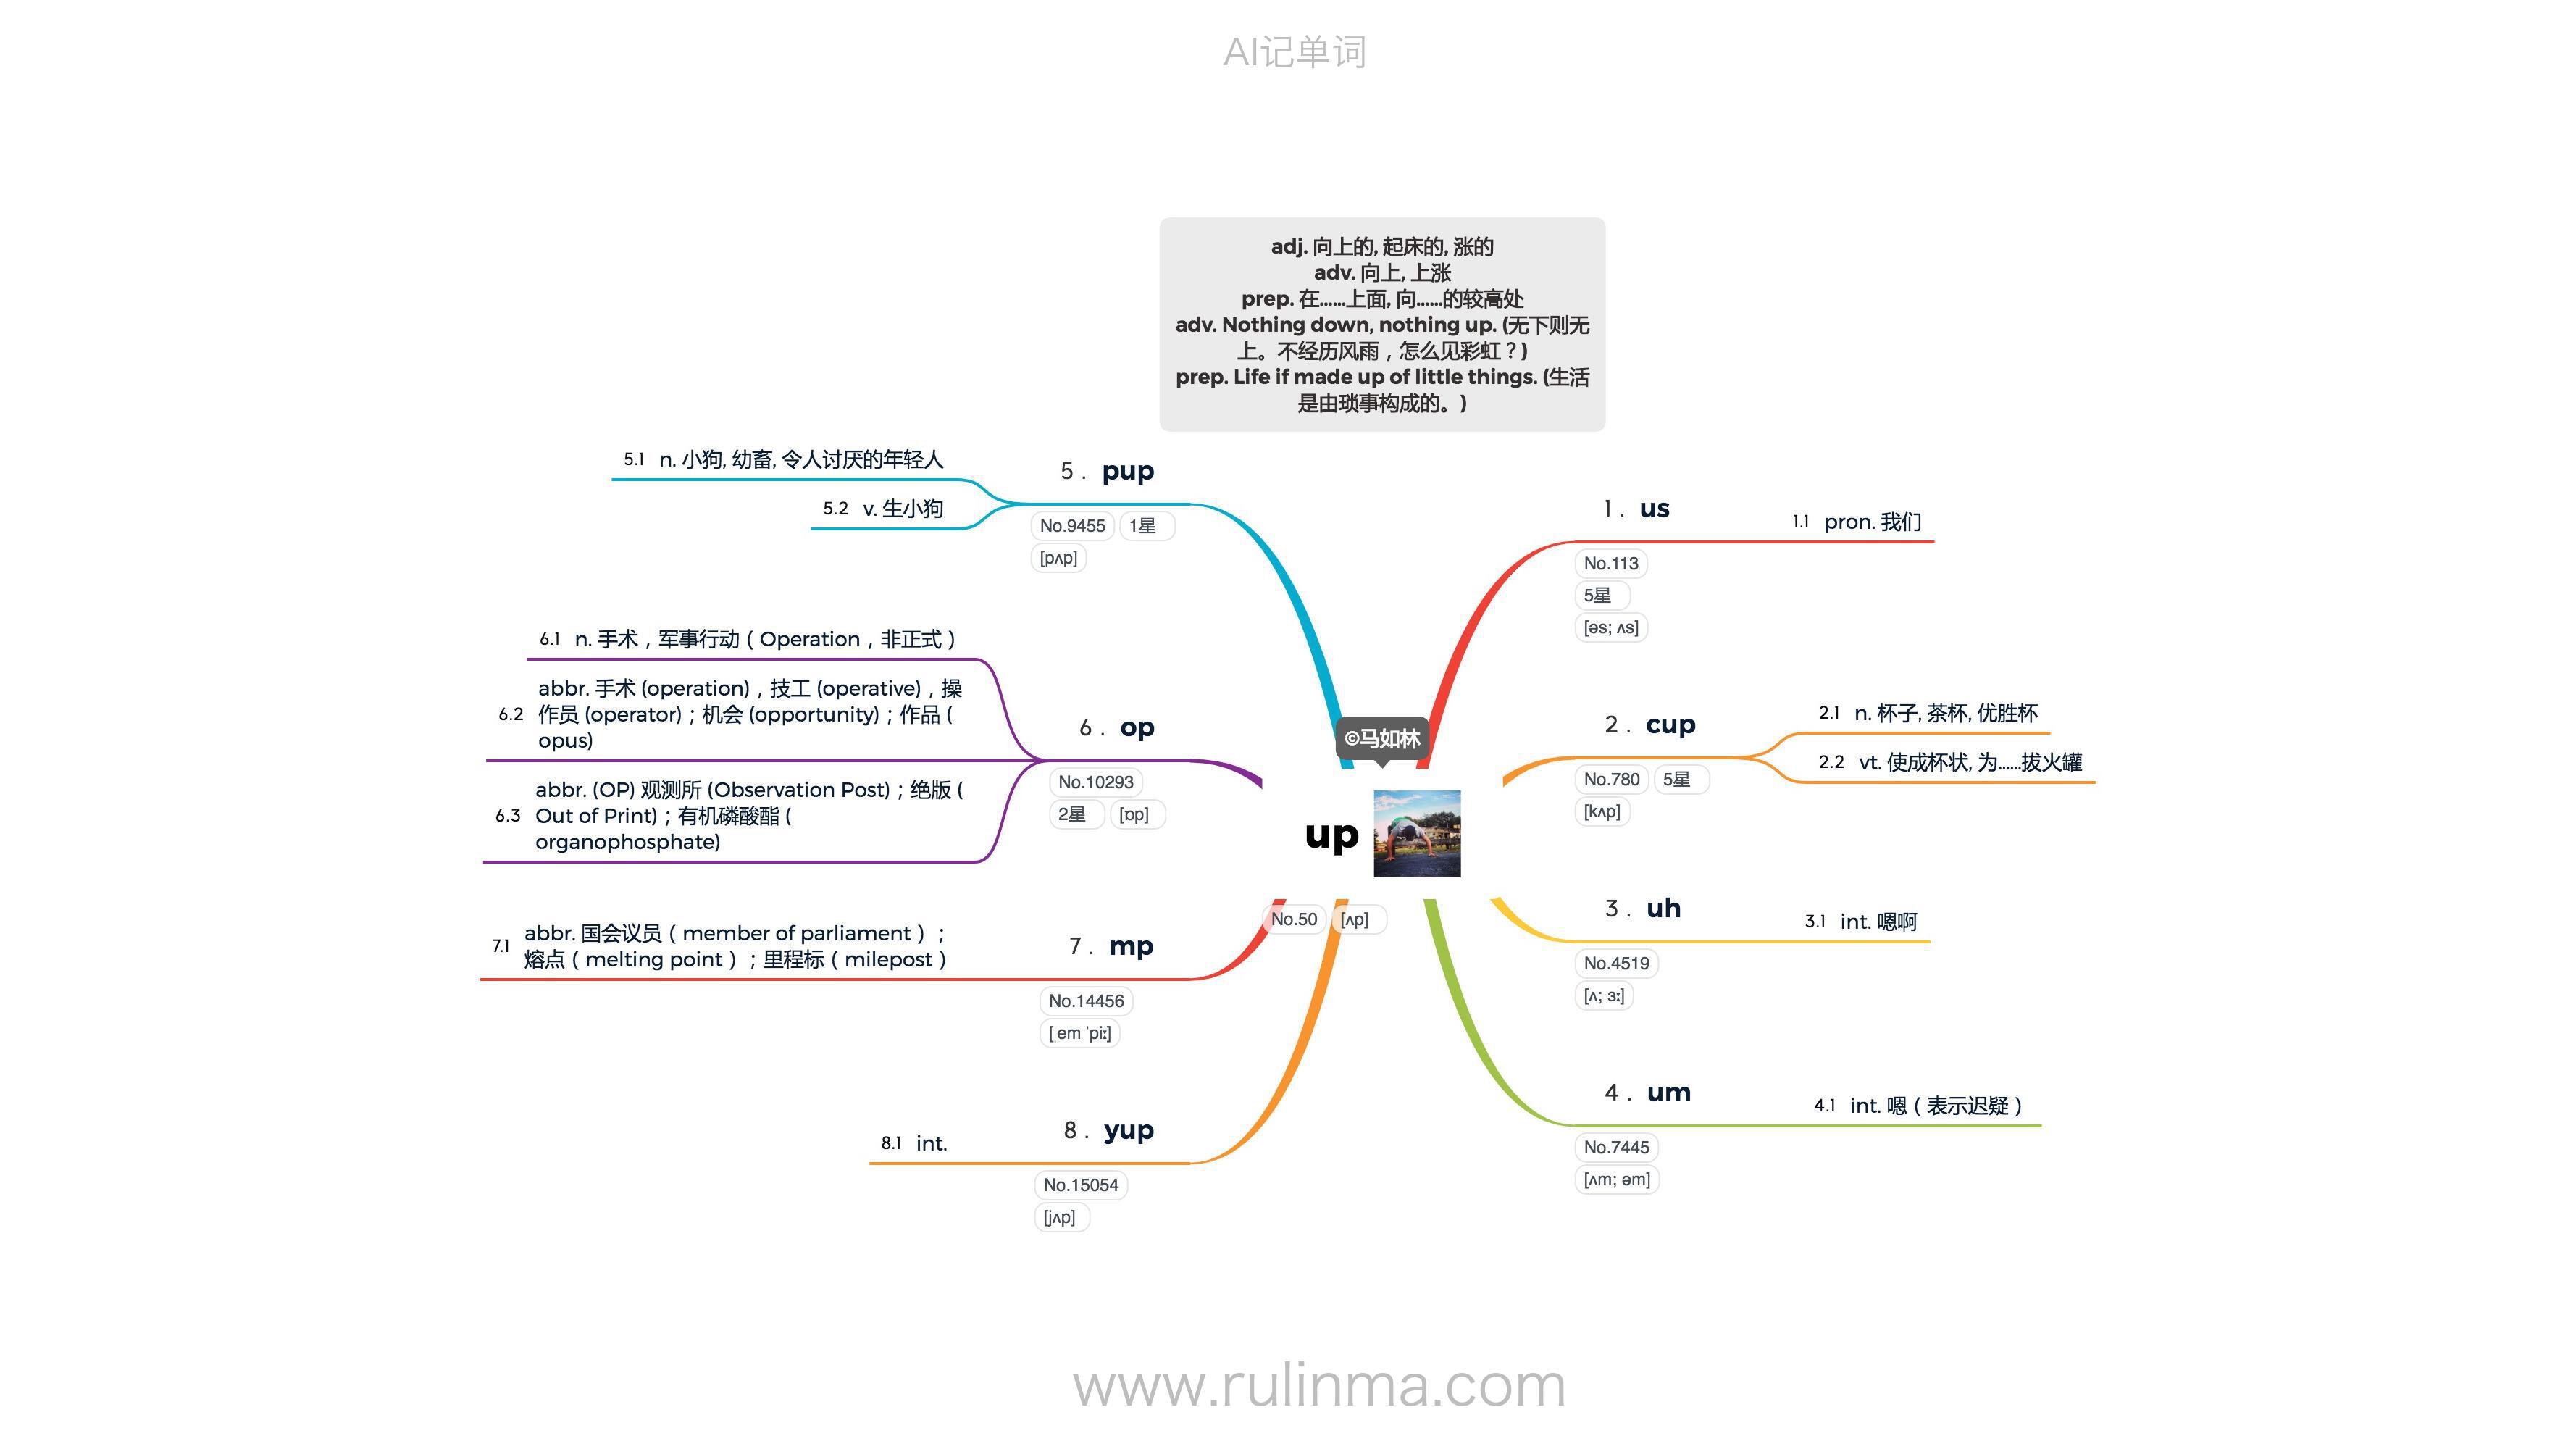 AI记单词
adj. 向上的, 起床的, 涨的
adv. 向上, 上涨
prep. 在......上面, 向......的较高处
adv. Nothing down, nothing up. (无下则无
上。不经历风雨，怎么见彩虹？)
prep. Life if made up of little things. (生活
是由琐事构成的。)
©马如林
up
No.50 [ʌp]
1 . us
No.113
5星
[əs; ʌs]
1.1 pron. 我们
2 . cup
No.780 5星
[kʌp]
2.1 n. 杯子, 茶杯, 优胜杯
2.2 vt. 使成杯状, 为......拔火罐
3 . uh
No.4519
[ʌ; ɜː]
3.1 int. 嗯啊
4 . um
No.7445
[ʌm; əm]
4.1 int. 嗯（表示迟疑）
5 . pup
No.9455 1星
[pʌp]
5.1 n. 小狗, 幼畜, 令人讨厌的年轻人
5.2 v. 生小狗
6 . op
No.10293
2星 [ɒp]
6.1 n. 手术，军事行动（Operation，非正式）
6.2 abbr. 手术 (operation)，技工 (operative)，操
作员 (operator)；机会 (opportunity)；作品 (
opus)
6.3 abbr. (OP) 观测所 (Observation Post)；绝版 (
Out of Print)；有机磷酸酯 (
organophosphate)
7 . mp
No.14456
[ˌem ˈpiː]
7.1 abbr. 国会议员（member of parliament）；
熔点（melting point）；里程标（milepost）
8 . yup
No.15054
[jʌp]
8.1 int.
www.rulinma.com